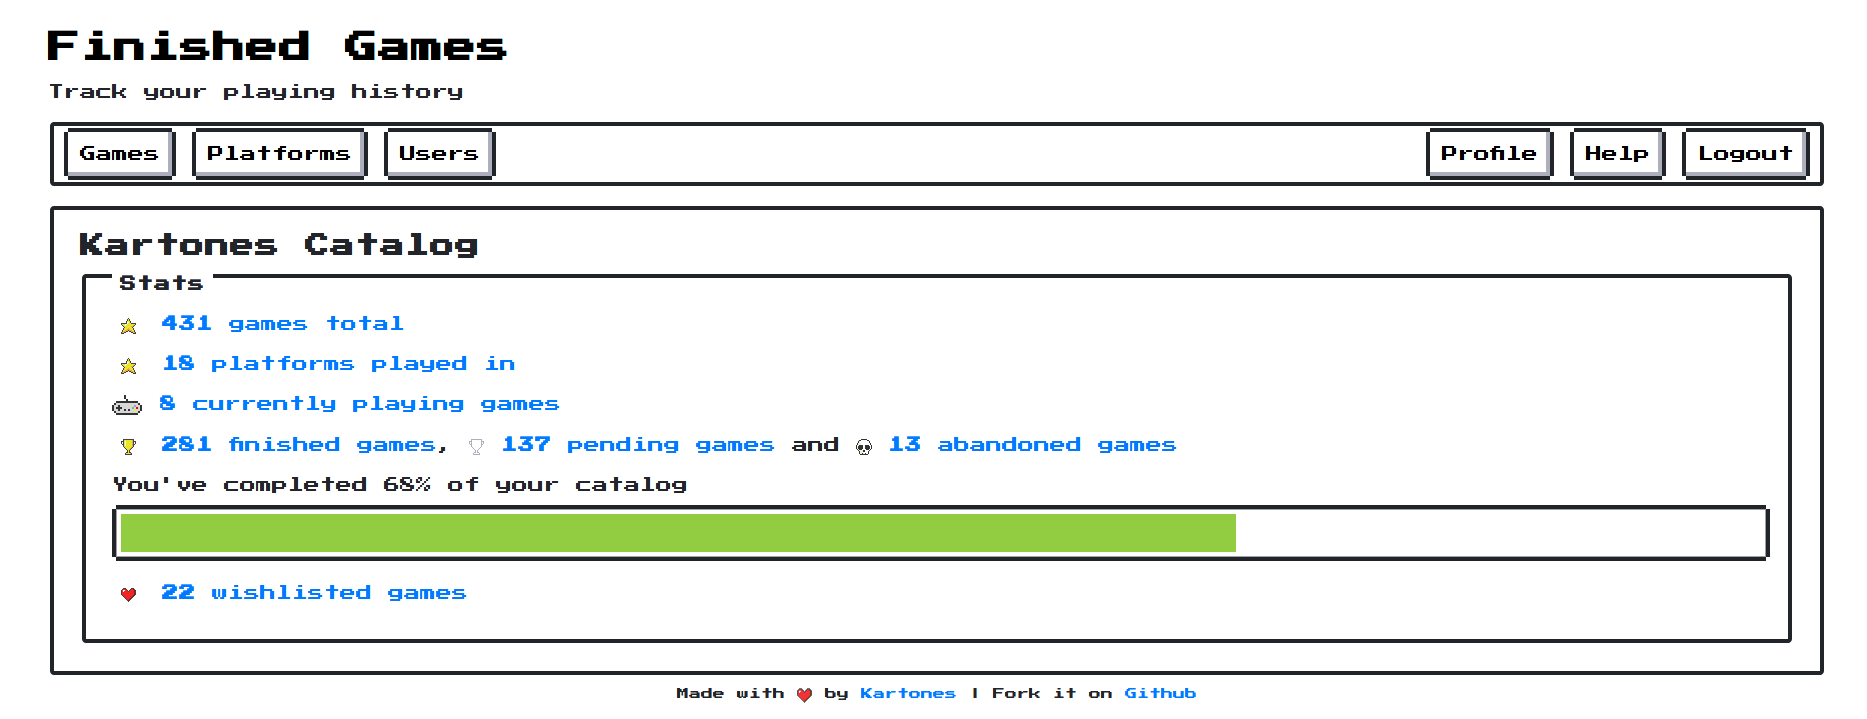 Finished Games
Track your playing history
Games Platforms Users Profile Help Logout
Kartones Catalog
Stats
431 games total
18 platforms played in
8 currently playing games
281 finished games, 137 pending games and 13 abandoned games
You've completed 68% of your catalog
22 wishlisted games
Made with ❤ by Kartones | Fork it on Github